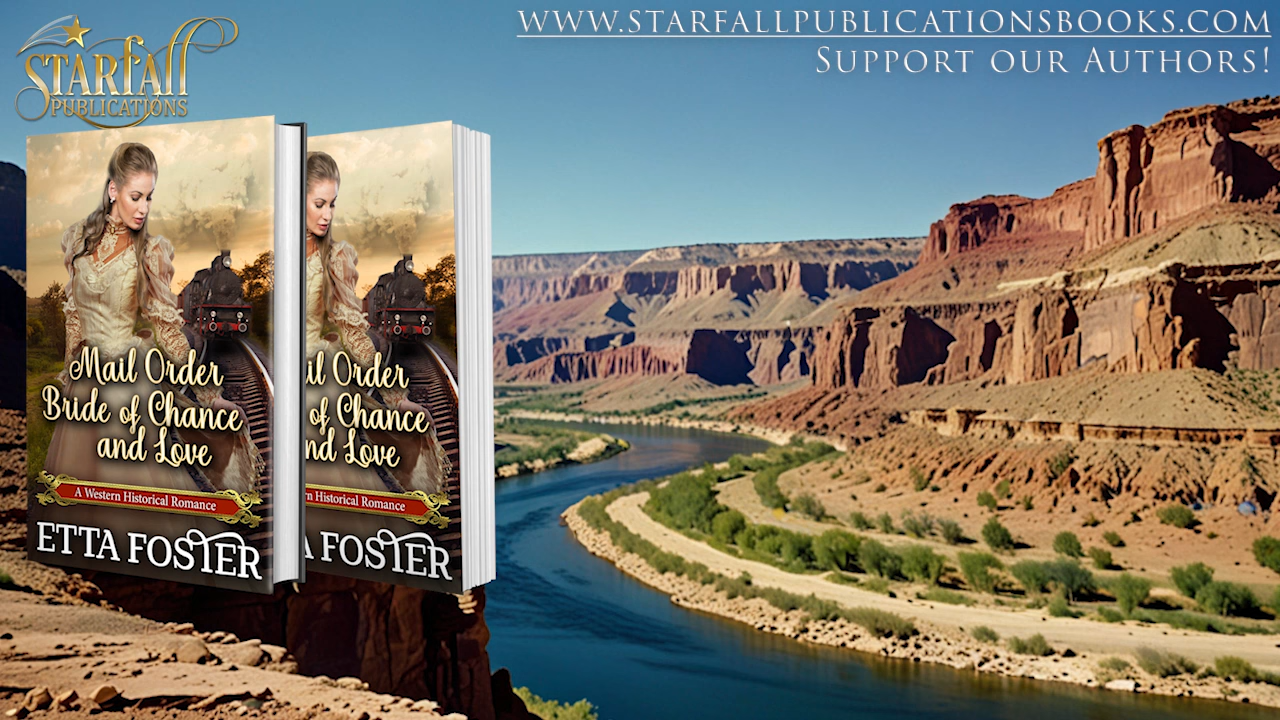 STARfall
PUBLICATIONS
WWW.STARFALLPUBLICATIONSBOOKS.COM
SUPPORT OUR AUTHORS!
Mail Order
Bride of Chance
and Love
A Western Historical Romance
ETTA FOSTER
il Order
of Chance
nd Love
rn Historical Romance
A FOSTER